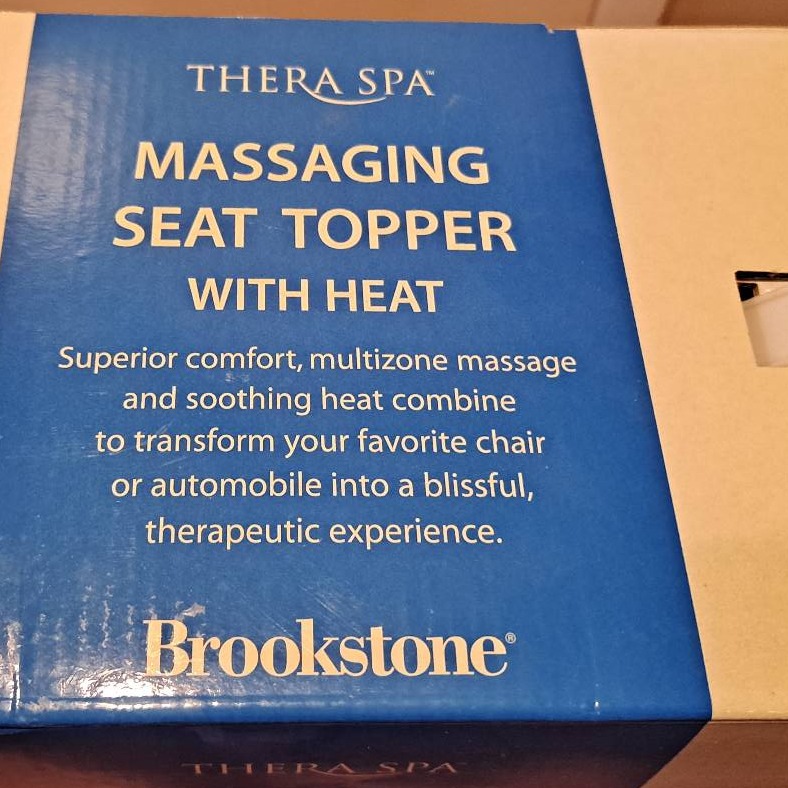 THERA SPA™
MASSAGING
SEAT TOPPER
WITH HEAT
Superior comfort, multizone massage
and soothing heat combine
to transform your favorite chair
or automobile into a blissful,
therapeutic experience.
Brookstone®
THERA SPA